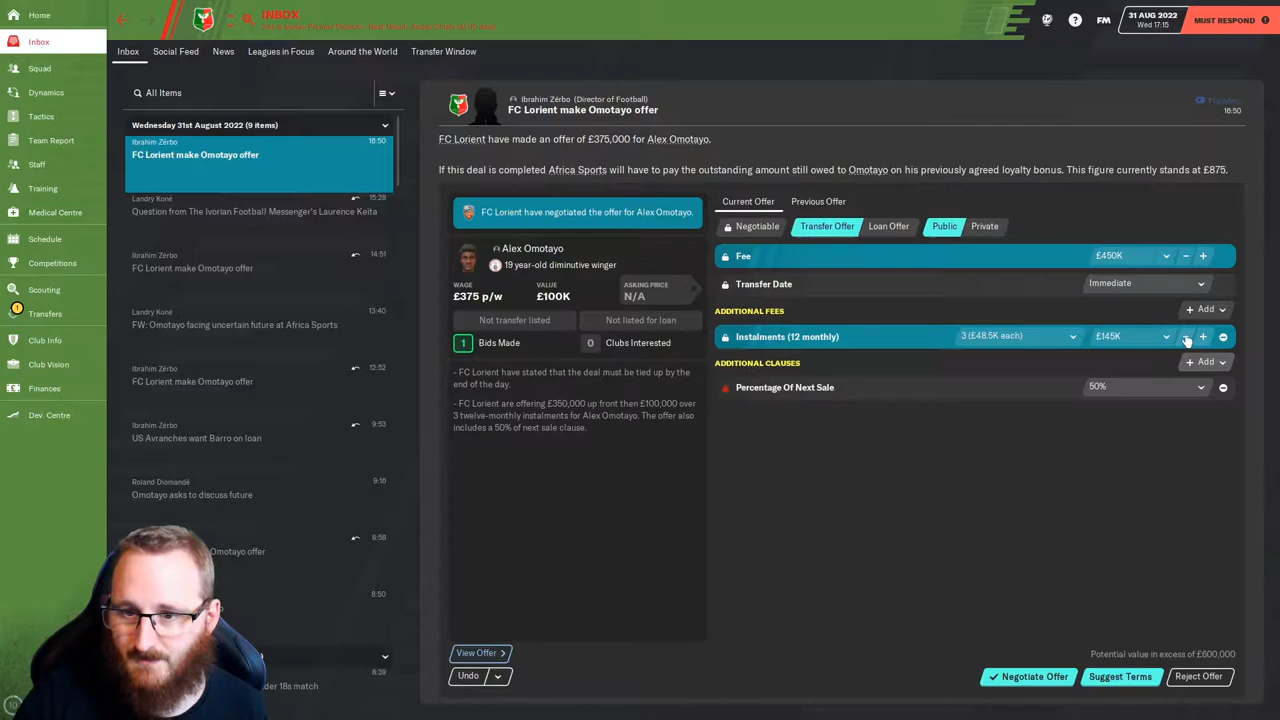 Home
Inbox
Squad
Dynamics
Tactics
Team Report
Staff
Training
Medical Centre
Schedule
Competitions
Scouting
1
Transfers
Club Info
Club Vision
Finances
Dev. Centre
INBOX
FM
31 AUG 2022
Wed 17:15
MUST RESPOND
Inbox
Social Feed
News
Leagues in Focus
Around the World
Transfer Window
All Items
Wednesday 31st August 2022 (9 items)
Ibrahim Zérbo
16:50
FC Lorient make Omotayo offer
Landry Koné
15:28
Question from The Ivorian Football Messenger's Laurence Keita
Ibrahim Zérbo
14:51
FC Lorient make Omotayo offer
Landry Koné
13:40
FW: Omotayo facing uncertain future at Africa Sports
Ibrahim Zérbo
12:52
FC Lorient make Omotayo offer
Ibrahim Zérbo
9:53
US Avranches want Barro on loan
Roland Diomandé
9:16
Omotayo asks to discuss future
8:58
Omotayo offer
8:50
8:39
der 18s match
Ibrahim Zérbo (Director of Football)
FC Lorient make Omotayo offer
Transfer
16:50
FC Lorient have made an offer of £375,000 for Alex Omotayo.
If this deal is completed Africa Sports will have to pay the outstanding amount still owed to Omotayo on his previously agreed loyalty bonus. This figure currently stands at £875.
FC Lorient have negotiated the offer for Alex Omotayo.
Alex Omotayo
19 year-old diminutive winger
WAGE
£375 p/w
VALUE
£100K
ASKING PRICE
N/A
Not transfer listed
Not listed for loan
1 Bids Made
0 Clubs Interested
- FC Lorient have stated that the deal must be tied up by the
end of the day.
- FC Lorient are offering £350,000 up front then £100,000 over
3 twelve-monthly instalments for Alex Omotayo. The offer also
includes a 50% of next sale clause.
View Offer
Undo
Current Offer
Previous Offer
Negotiable
Transfer Offer
Loan Offer
Public
Private
Fee
£450K
Transfer Date
Immediate
ADDITIONAL FEES
Add
Instalments (12 monthly)
3 (£48.5K each)
£145K
ADDITIONAL CLAUSES
Add
Percentage Of Next Sale
50%
Potential value in excess of £600,000
Negotiate Offer
Suggest Terms
Reject Offer